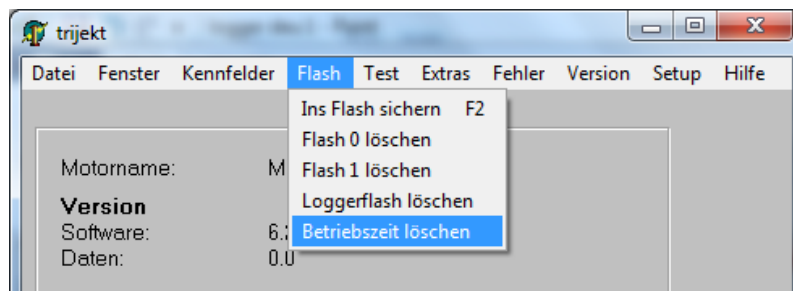 trijekt
Datei Fenster Kennfelder Flash Test Extras Fehler Version Setup Hilfe
Ins Flash sichern F2
Flash 0 löschen
Flash 1 löschen
Loggerflash löschen
Betriebszeit löschen
Motorname: M
Version
Software: 6.
Daten: 0.0